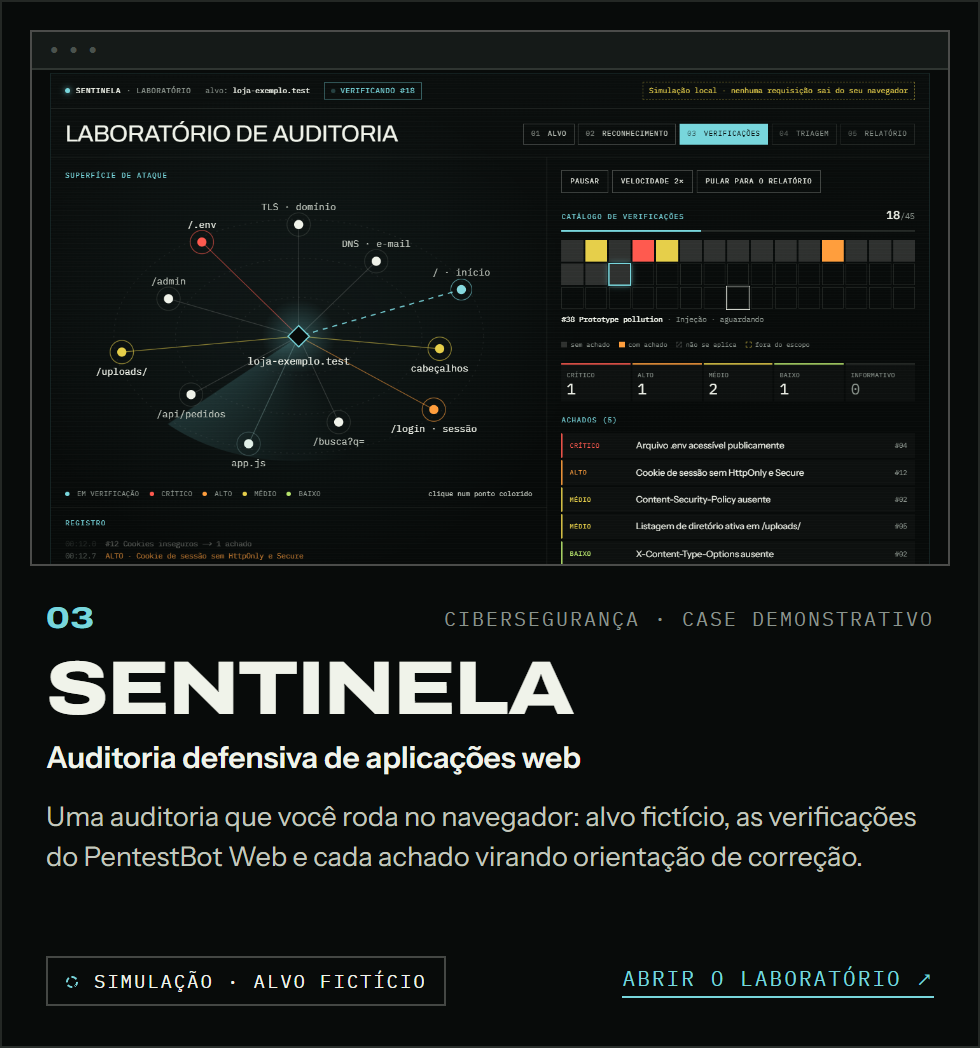 SENTINELA · LABORATÓRIO alvo: loja-exemplo.test VERIFICANDO #18 Simulação local · nenhuma requisição sai do seu navegador
LABORATÓRIO DE AUDITORIA 01 ALVO 02 RECONHECIMENTO 03 VERIFICAÇÕES 04 TRIAGEM 05 RELATÓRIO
SUPERFÍCIE DE ATAQUE
TLS · domínio
/.env
DNS · e-mail
/ · início
/admin
loja-exemplo.test
/uploads/
cabeçalhos
/api/pedidos
/login · sessão
/busca?q=
app.js
EM VERIFICAÇÃO CRÍTICO ALTO MÉDIO BAIXO clique num ponto colorido
REGISTRO
00:12.6 #12 Cookies inseguros —→ 1 achado
00:12.7 ALTO · Cookie de sessão sem HttpOnly e Secure
PAUSAR VELOCIDADE 2× PULAR PARA O RELATÓRIO
CATÁLOGO DE VERIFICAÇÕES 18/45
#38 Prototype pollution · Injeção · aguardando
sem achado com achado não se aplica fora do escopo
CRÍTICO ALTO MÉDIO BAIXO INFORMATIVO
1 1 2 1 0
ACHADOS (5)
CRÍTICO Arquivo .env acessível publicamente #04
ALTO Cookie de sessão sem HttpOnly e Secure #12
MÉDIO Content-Security-Policy ausente #02
MÉDIO Listagem de diretório ativa em /uploads/ #05
BAIXO X-Content-Type-Options ausente #02
03 CIBERSEGURANÇA · CASE DEMONSTRATIVO
SENTINELA
Auditoria defensiva de aplicações web
Uma auditoria que você roda no navegador: alvo fictício, as verificações
do PentestBot Web e cada achado virando orientação de correção.
SIMULAÇÃO · ALVO FICTÍCIO ABRIR O LABORATÓRIO ↗